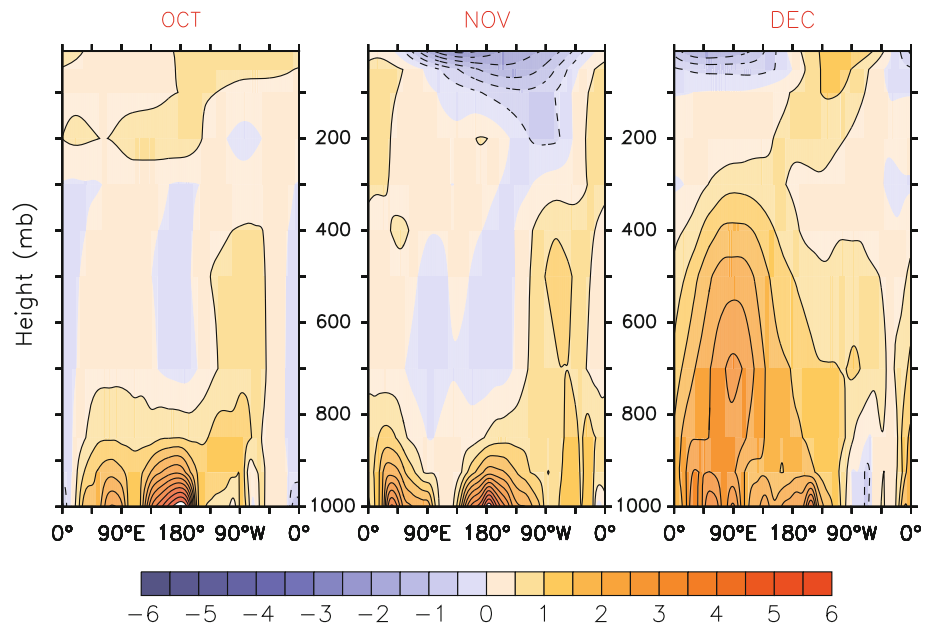 OCT NOV DEC
Height (mb)
200 200
400 400
600 600
800 800
1000 1000
0° 90°E 180° 90°W 0° 90°E 180° 90°W 0° 0° 90°E 180° 90°W 0°
−6 −5 −4 −3 −2 −1 0 1 2 3 4 5 6